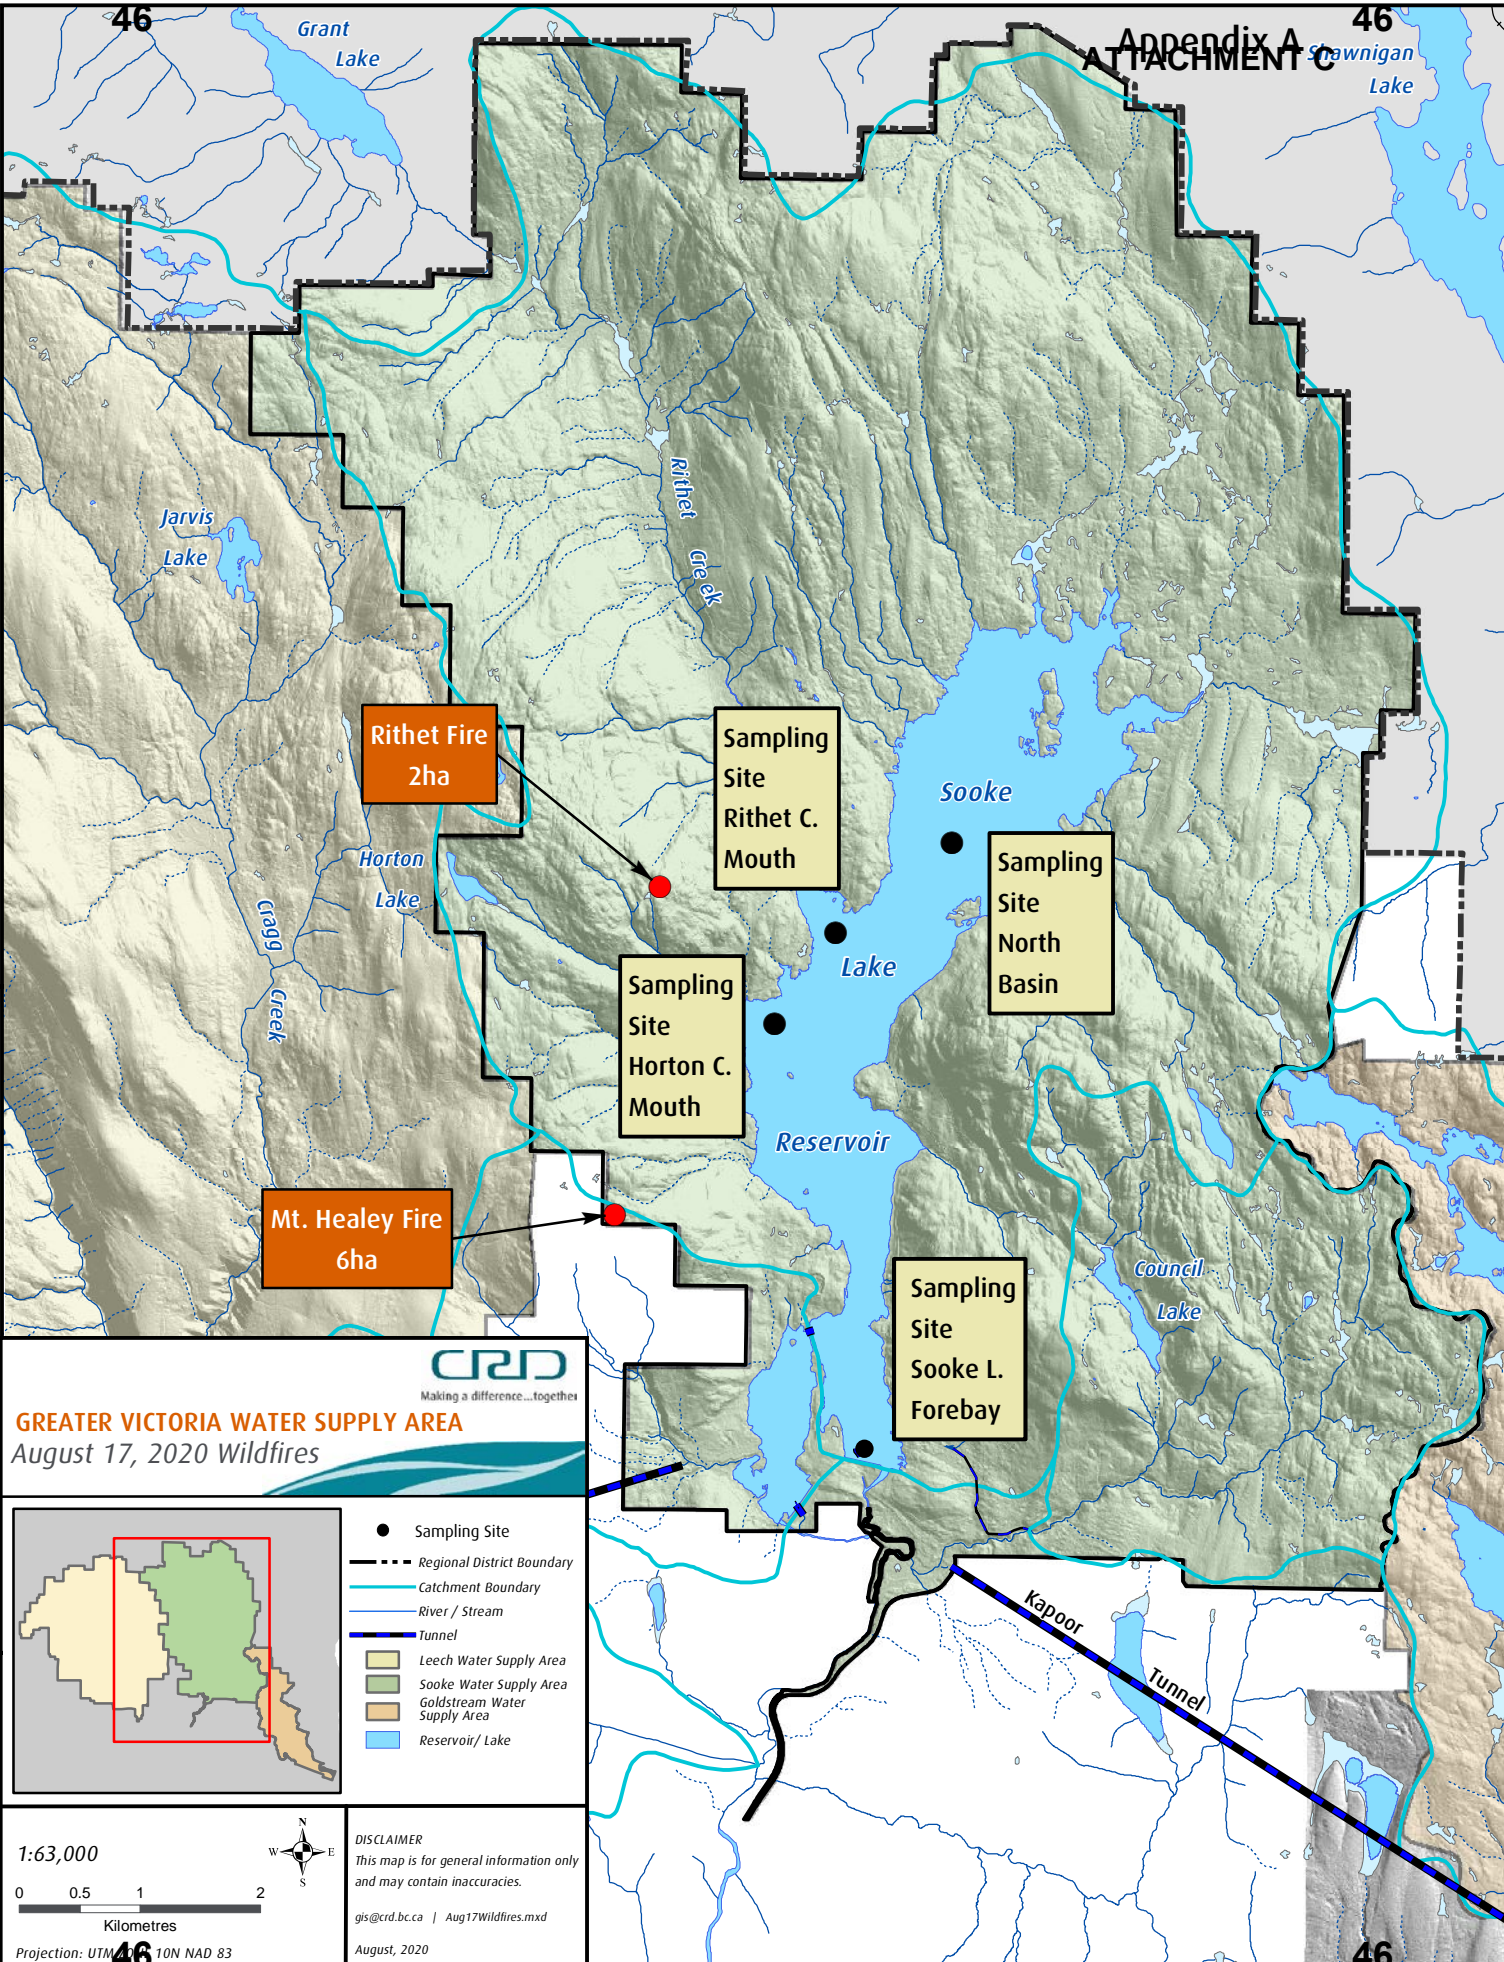 46
46
Appendix A
ATTACHMENT C
Grant
Lake
Shawnigan
Lake
Rithet
Creek
Jarvis
Lake
Rithet Fire
2ha
Sampling
Site
Rithet C.
Mouth
Sooke
Sampling
Site
North
Basin
Horton
Lake
Cragg
Creek
Lake
Sampling
Site
Horton C.
Mouth
Reservoir
Mt. Healey Fire
6ha
Council
Lake
Sampling
Site
Sooke L.
Forebay
Kapoor
Tunnel
CRD
Making a difference...together
GREATER VICTORIA WATER SUPPLY AREA
August 17, 2020 Wildfires
Sampling Site
Regional District Boundary
Catchment Boundary
River / Stream
Tunnel
Leech Water Supply Area
Sooke Water Supply Area
Goldstream Water
Supply Area
Reservoir/ Lake
1:63,000
N
W E
S
0 0.5 1 2
Kilometres
Projection: UTM 10N NAD 83
DISCLAIMER
This map is for general information only
and may contain inaccuracies.
gis@crd.bc.ca | Aug17Wildfires.mxd
August, 2020
46
46